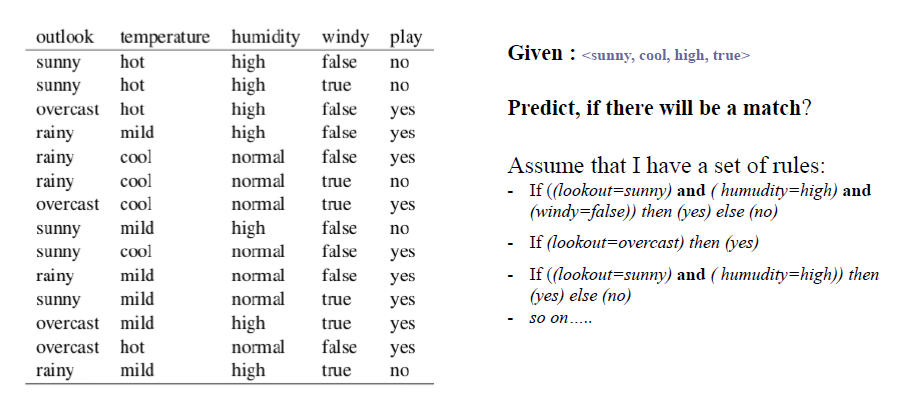 outlook temperature humidity windy play
sunny hot high false no
sunny hot high true no
overcast hot high false yes
rainy mild high false yes
rainy cool normal false yes
rainy cool normal true no
overcast cool normal true yes
sunny mild high false no
sunny cool normal false yes
rainy mild normal false yes
sunny mild normal true yes
overcast mild high true yes
overcast hot normal false yes
rainy mild high true no
Given : <sunny, cool, high, true>
Predict, if there will be a match?
Assume that I have a set of rules:
- If ((lookout=sunny) and ( humudity=high) and
(windy=false)) then (yes) else (no)
- If (lookout=overcast) then (yes)
- If ((lookout=sunny) and ( humudity=high)) then
(yes) else (no)
- so on.....